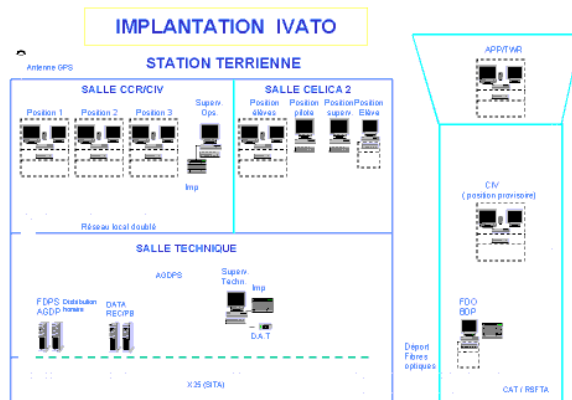 IMPLANTATION IVATO
STATION TERRIENNE
Antenne GPS
SALLE CCR/CIV
Position 1
Position 2
Position 3
Superv.
Ops.
Imp
Réseau local doublé
SALLE CELICA 2
Position
élèves
Position
pilote
Position
superv.
Position
Elève
SALLE TECHNIQUE
AGDPS
Superv.
Techn.
Imp
D.A.T
FDPS
AGDP
Distribution
horaire
DATA
REC/PB
X 25 (SITA)
APP/TWR
CIV
( position provisoire)
FDO
BDP
Déport
Fibres
optiques
CAT / RSFTA